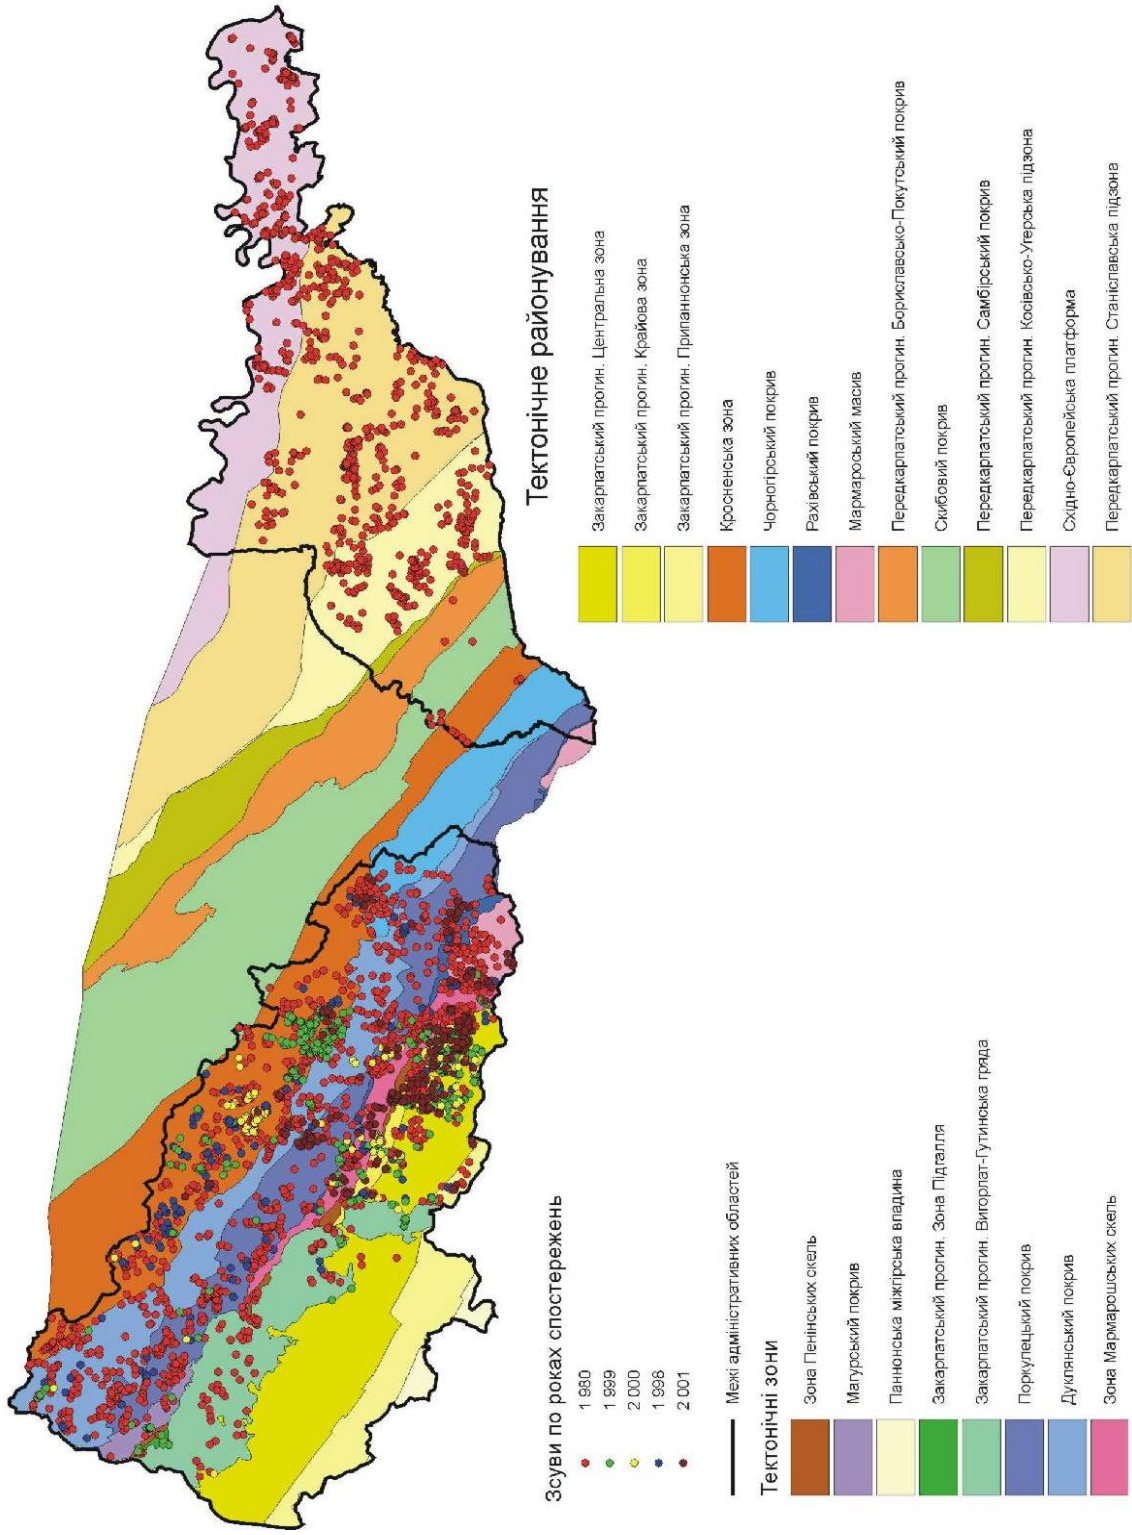 Тектонічне районування
Закарпатський прогин. Центральна зона
Закарпатський прогин. Крайова зона
Закарпатський прогин. Припаннонська зона
Кросненська зона
Чорногірський покрив
Рахівський покрив
Мармароський масив
Передкарпатський прогин. Бориславсько-Покутський покрив
Скибовий покрив
Передкарпатський прогин. Самбірський покрив
Передкарпатський прогин. Косівсько-Угерська підзона
Східно-Європейська платформа
Передкарпатський прогин. Станіславська підзона
Зсуви по роках спостережень
1 980
1 999
2 000
1 998
2 001
Межі адміністративних областей
Тектонічні зони
Зона Пенінських скель
Магурський покрив
Паннонська міжгірська впадина
Закарпатський прогин. Зона Підгалля
Закарпатський прогин. Вигорлат-Гутинська гряда
Поркулецький покрив
Дуклянський покрив
Зона Мармарошських скель